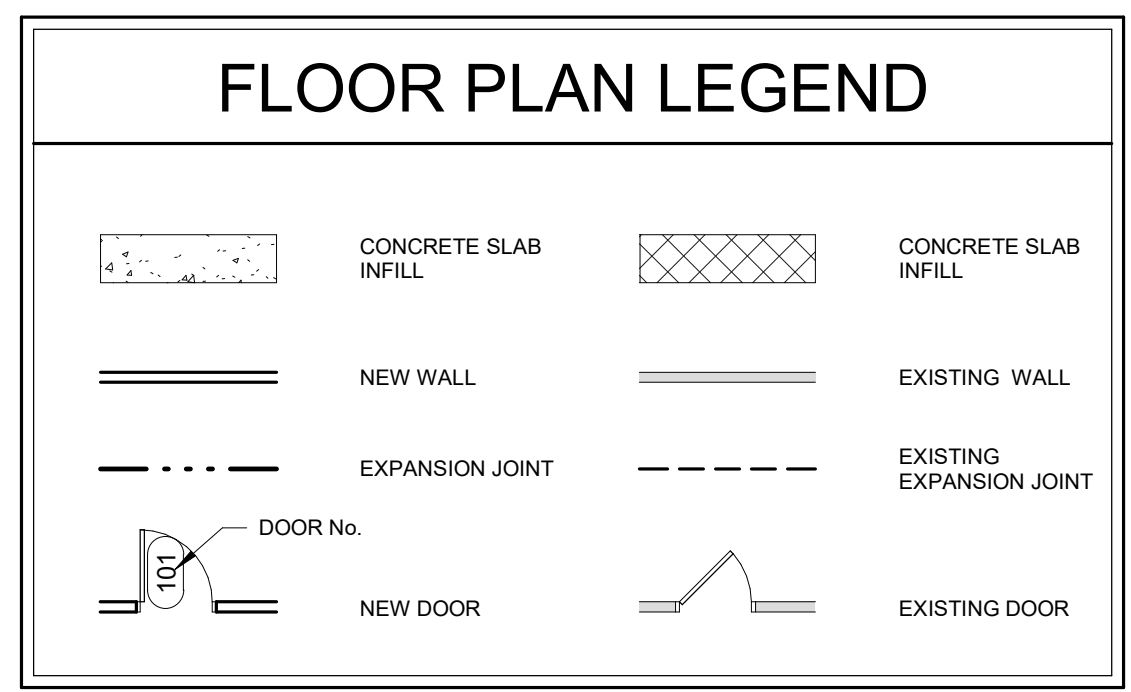 FLOOR PLAN LEGEND
CONCRETE SLAB
INFILL
CONCRETE SLAB
INFILL
NEW WALL
EXISTING WALL
EXPANSION JOINT
EXISTING
EXPANSION JOINT
DOOR No.
101
NEW DOOR
EXISTING DOOR